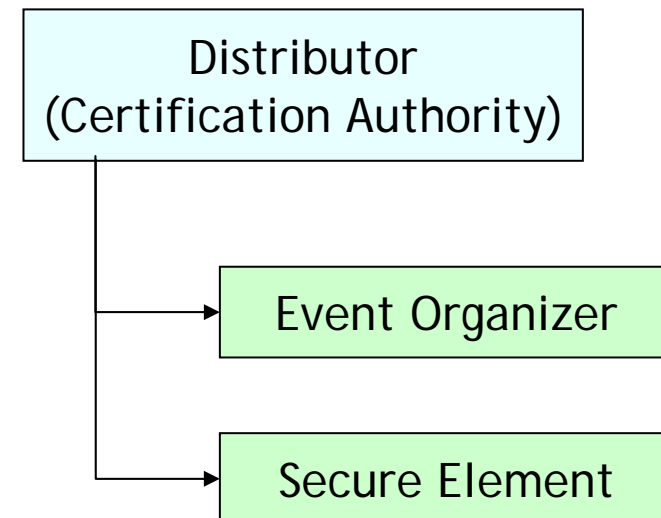 Distributor
(Certification Authority)
Event Organizer
Secure Element